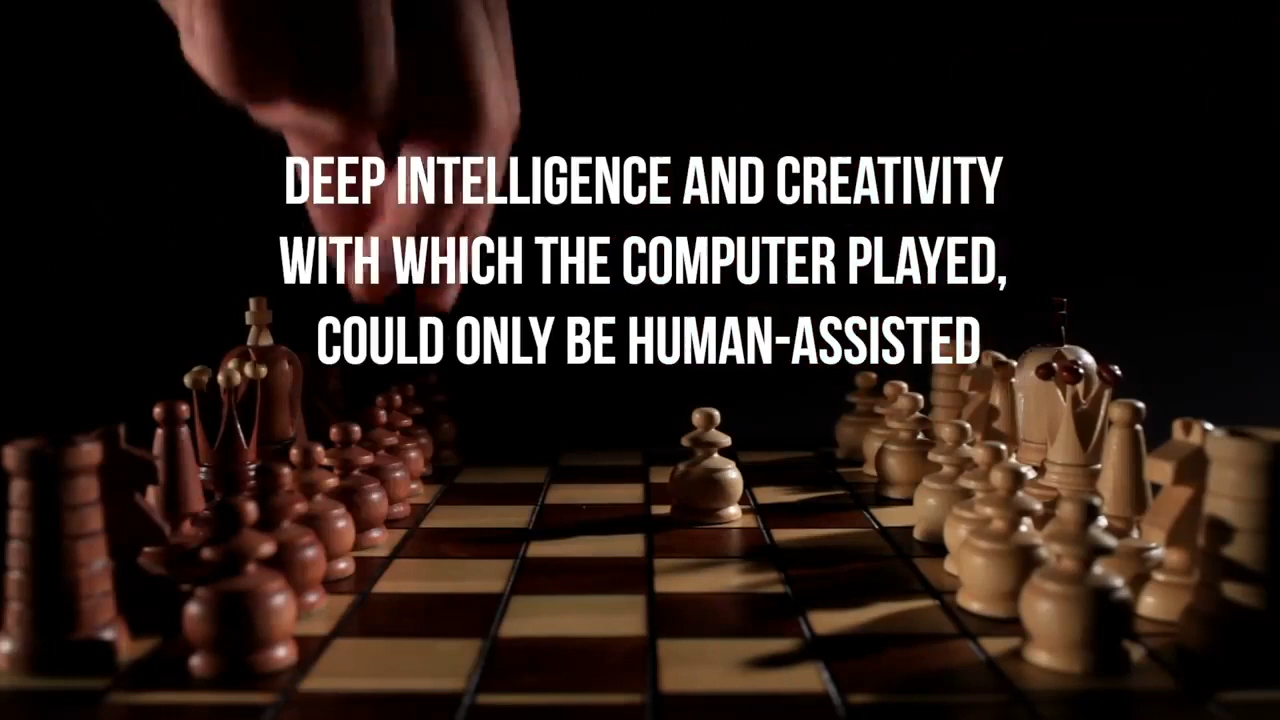 DEEP INTELLIGENCE AND CREATIVITY
WITH WHICH THE COMPUTER PLAYED,
COULD ONLY BE HUMAN-ASSISTED